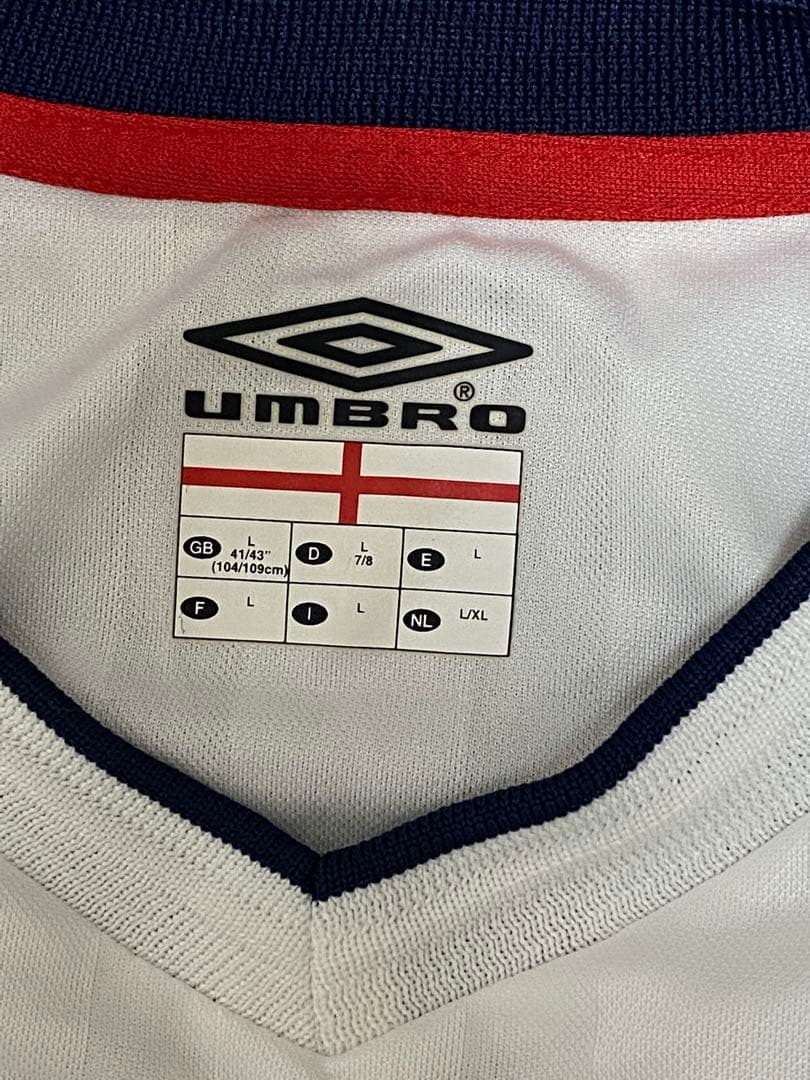 UMBRO®
GB L
41/43"
(104/109cm)
D L
7/8
E L
F L
I L
NL L/XL